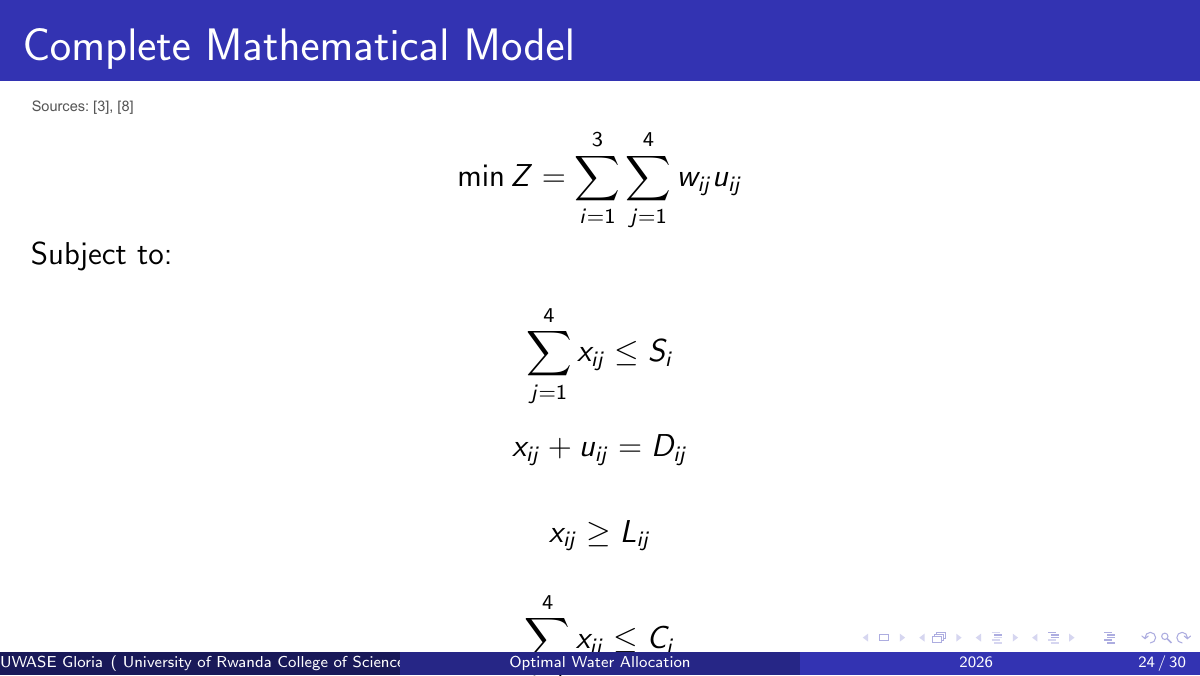 Complete Mathematical Model
Sources: [3], [8]
min Z = ∑_{i=1}^{3} ∑_{j=1}^{4} w_{ij} u_{ij}
Subject to:
∑_{j=1}^{4} x_{ij} ≤ S_i
x_{ij} + u_{ij} = D_{ij}
x_{ij} ≥ L_{ij}
∑^{4} x_{ij} ≤ C_i
UWASE Gloria ( University of Rwanda College of Science
Optimal Water Allocation
2026
24 / 30